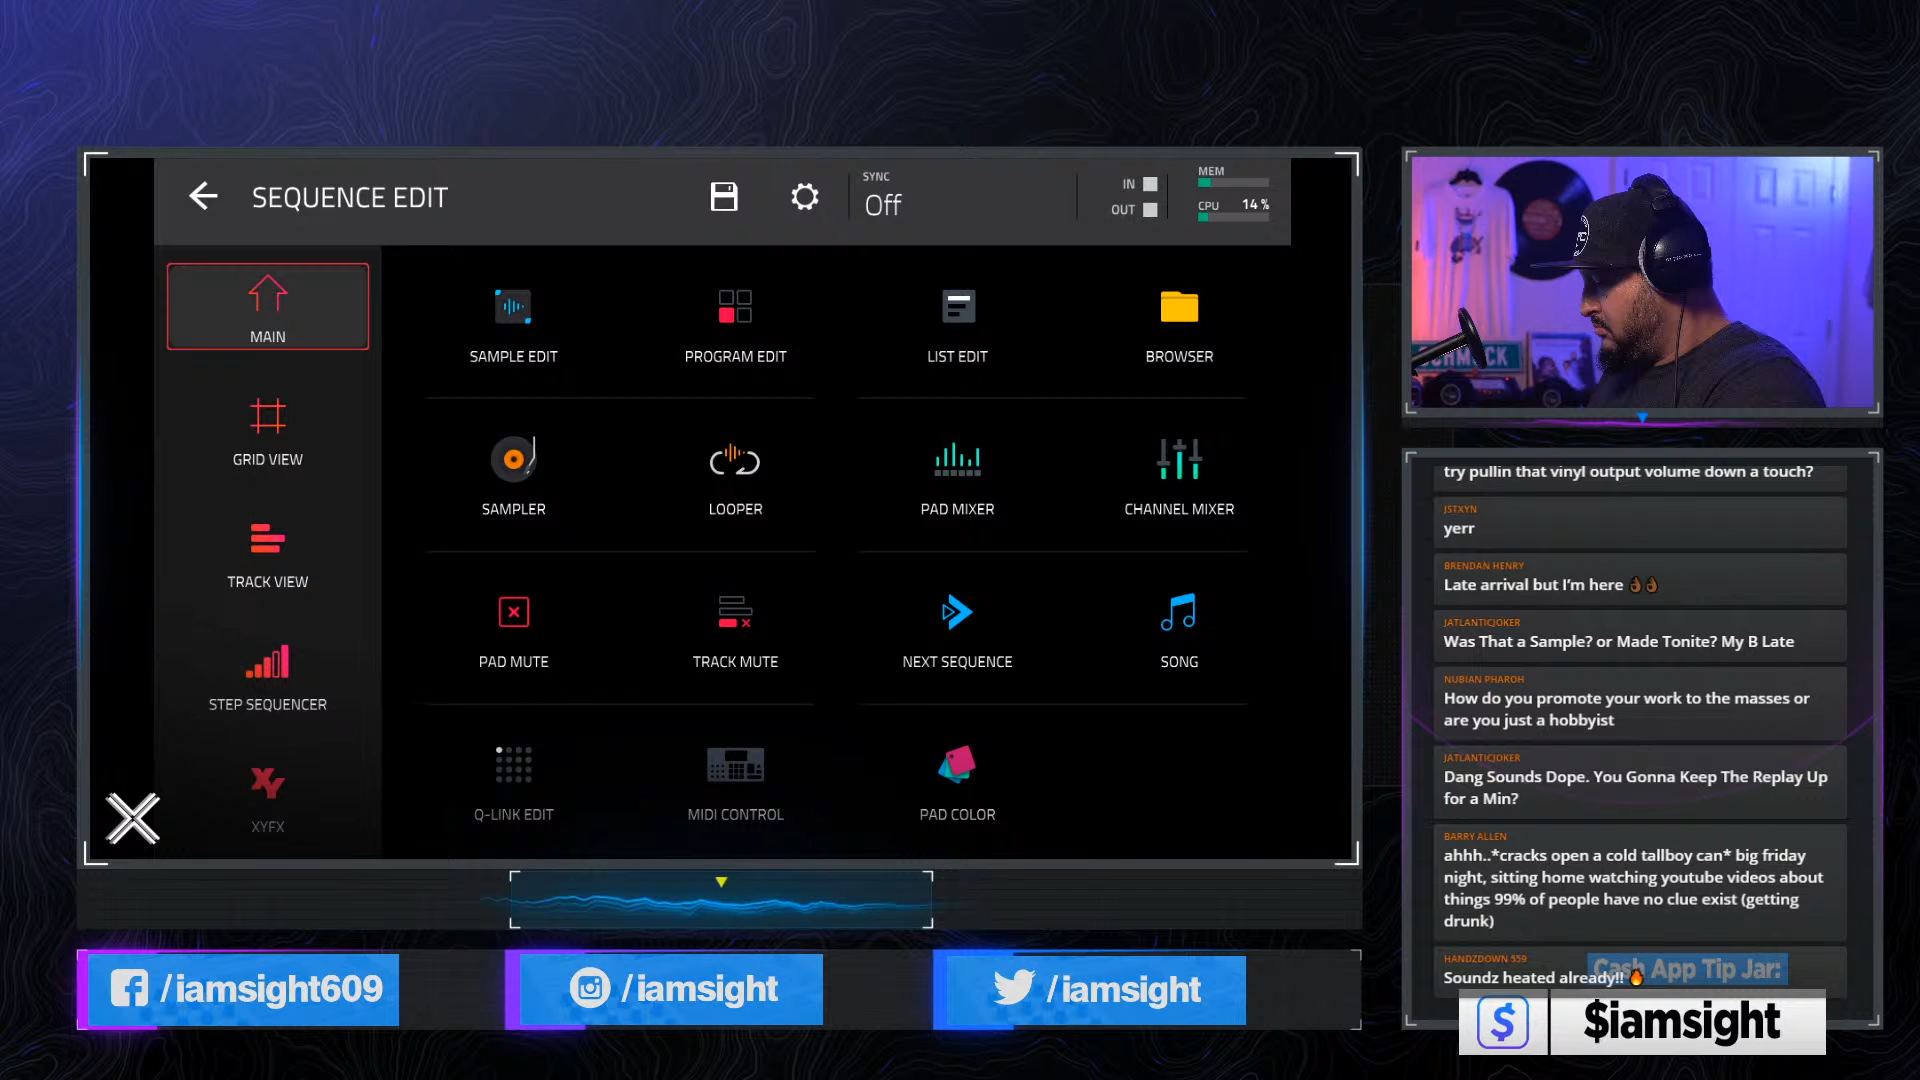 SEQUENCE EDIT
SYNC
Off
IN
OUT
MEM
CPU 14 %
MAIN
GRID VIEW
TRACK VIEW
STEP SEQUENCER
XYFX
SAMPLE EDIT
PROGRAM EDIT
LIST EDIT
BROWSER
SAMPLER
LOOPER
PAD MIXER
CHANNEL MIXER
PAD MUTE
TRACK MUTE
NEXT SEQUENCE
SONG
Q-LINK EDIT
MIDI CONTROL
PAD COLOR
try pullin that vinyl output volume down a touch?
JSTXYN
yerr
BRENDAN HENRY
Late arrival but I'm here 👌🏿👌🏿
JATLANTICJOKER
Was That a Sample? or Made Tonite? My B Late
NUBIAN PHAROH
How do you promote your work to the masses or
are you just a hobbyist
JATLANTICJOKER
Dang Sounds Dope. You Gonna Keep The Replay Up
for a Min?
BARRY ALLEN
ahhh..*cracks open a cold tallboy can* big friday
night, sitting home watching youtube videos about
things 99% of people have no clue exist (getting
drunk)
HANDZDOWN 559
Soundz heated already!! 🔥
Cash App Tip Jar:
$iamsight
/iamsight609
/iamsight
/iamsight